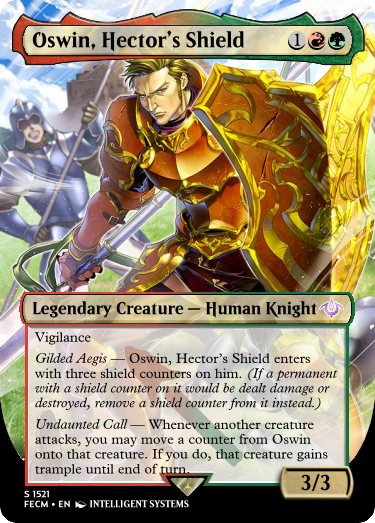 Oswin, Hector's Shield 1
Legendary Creature — Human Knight
Vigilance
Gilded Aegis — Oswin, Hector's Shield enters
with three shield counters on him. (If a permanent
with a shield counter on it would be dealt damage or
destroyed, remove a shield counter from it instead.)
Undaunted Call — Whenever another creature
attacks, you may move a counter from Oswin
onto that creature. If you do, that creature gains
trample until end of turn.
3/3
S 1521
FECM • EN INTELLIGENT SYSTEMS